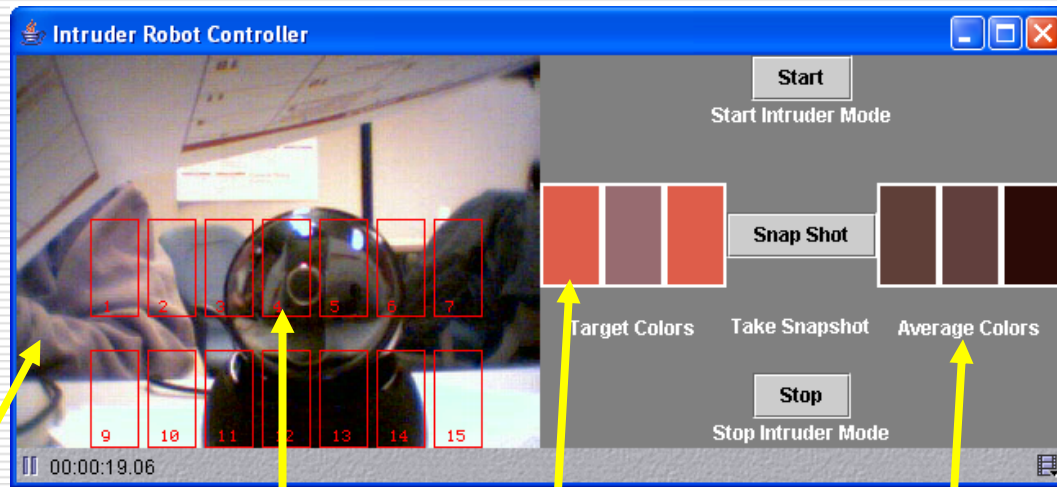 Intruder Robot Controller
Start
Start Intruder Mode
1 2 3 4 5 6 7
Snap Shot
Target Colors
Take Snapshot
Average Colors
9 10 11 12 13 14 15
Stop
Stop Intruder Mode
00:00:19.06